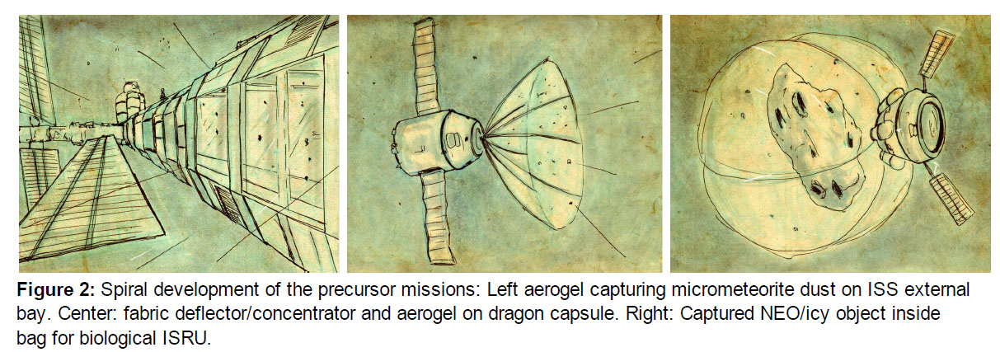 Figure 2: Spiral development of the precursor missions: Left aerogel capturing micrometeorite dust on ISS external
bay. Center: fabric deflector/concentrator and aerogel on dragon capsule. Right: Captured NEO/icy object inside
bag for biological ISRU.